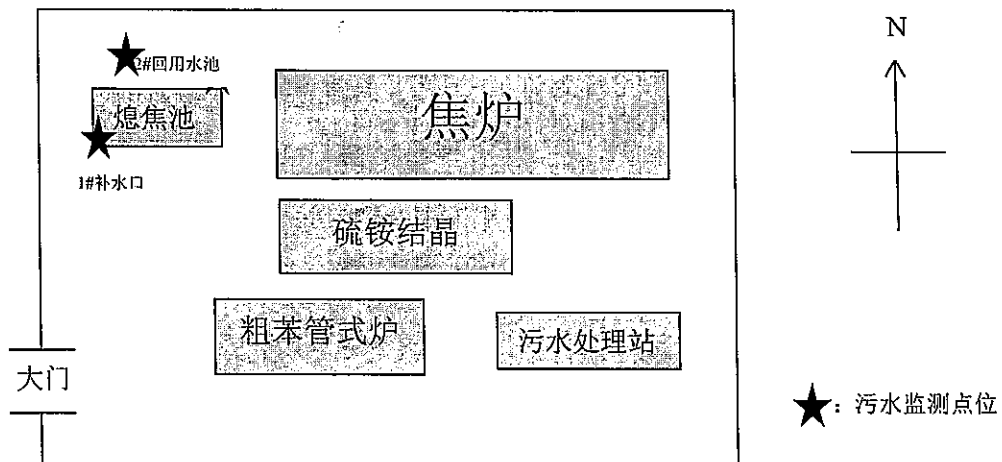 N
2#回用水池
熄焦池
焦炉
1#补水口
硫铵结晶
粗苯管式炉
污水处理站
大门
★：污水监测点位